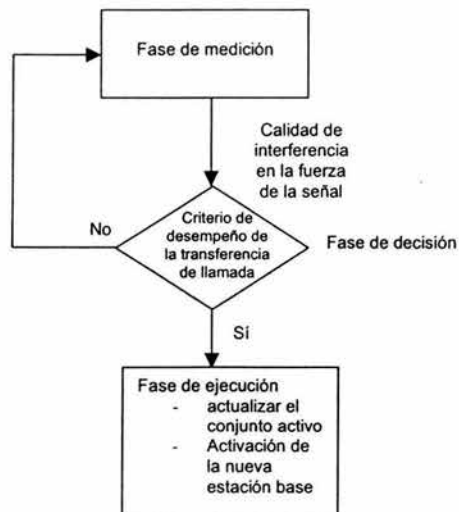 Fase de medición
Calidad de
interferencia
en la fuerza
de la señal
No
Criterio de
desempeño de
la transferencia
de llamada
Fase de decisión
Sí
Fase de ejecución
- actualizar el
conjunto activo
- Activación de
la nueva
estación base